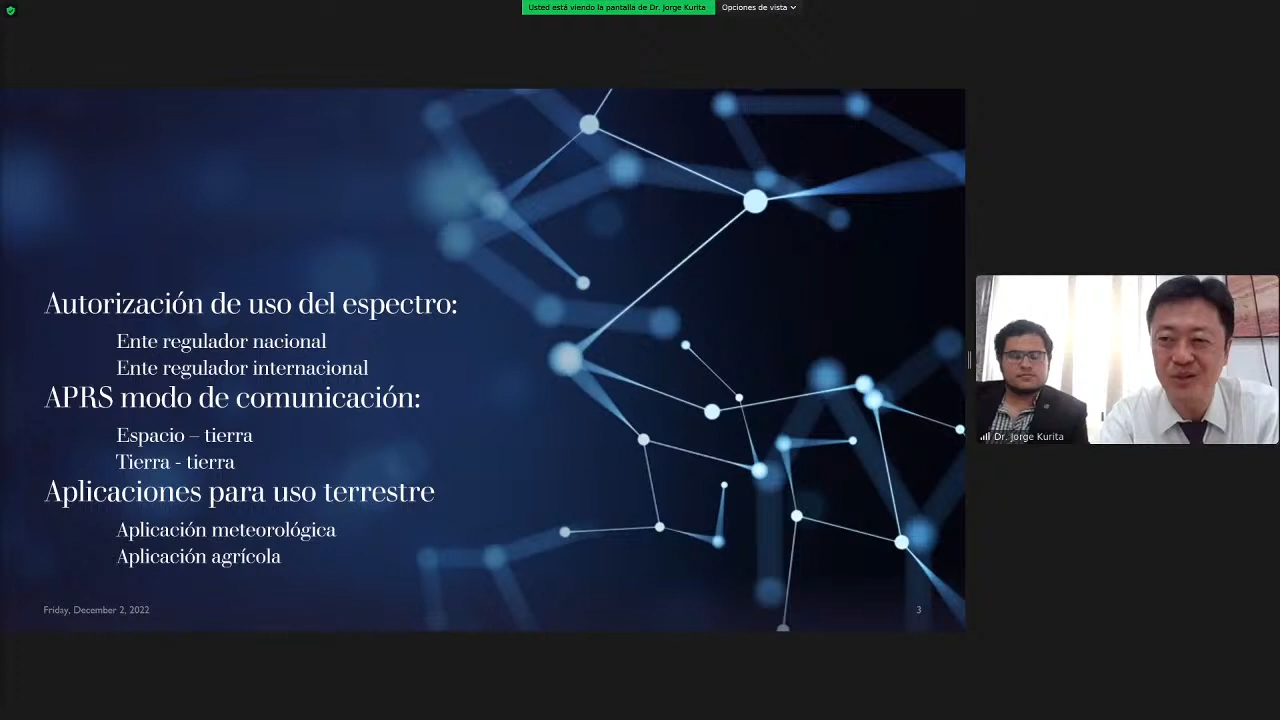 Usted está viendo la pantalla de Dr. Jorge Kurita
Opciones de vista
Autorización de uso del espectro:
Ente regulador nacional
Ente regulador internacional
APRS modo de comunicación:
Espacio – tierra
Tierra - tierra
Aplicaciones para uso terrestre
Aplicación meteorológica
Aplicación agrícola
Friday, December 2, 2022
3
Dr. Jorge Kurita